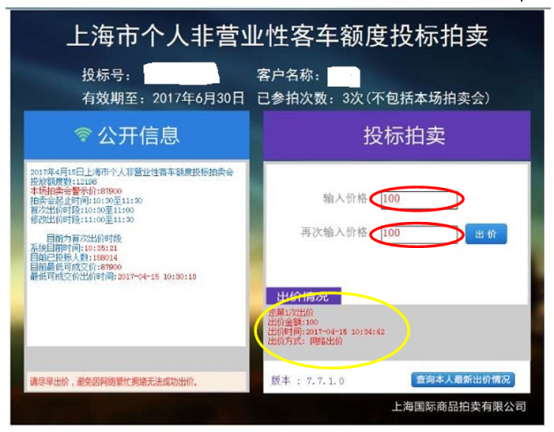 上海市个人非营业性客车额度投标拍卖
投标号：
客户名称：
有效期至：2017年6月30日 已参拍次数：3次(不包括本场拍卖会)
公开信息
2017年4月15日上海市个人非营业性客车额度投标拍卖会
投放额度数:12196
本场拍卖会警示价:87900
拍卖会起止时间:10:30至11:30
首次出价时段:10:30至11:00
修改出价时段:11:00至11:30
目前为首次出价时段
系统目前时间:10:35:21
目前已投标人数:158014
目前最低可成交价:87900
最低可成交价出价时间:2017-04-15 10:30:13
请尽早出价，避免因网络繁忙拥堵无法成功出价。
投标拍卖
输入价格 100
再次输入价格 100 出 价
出价情况
您第1次出价
出价金额:100
出价时间:2017-04-15 10:34:42
出价方式: 网络出价
版本 : 7.7.1.0 查询本人最新出价情况
上海国际商品拍卖有限公司